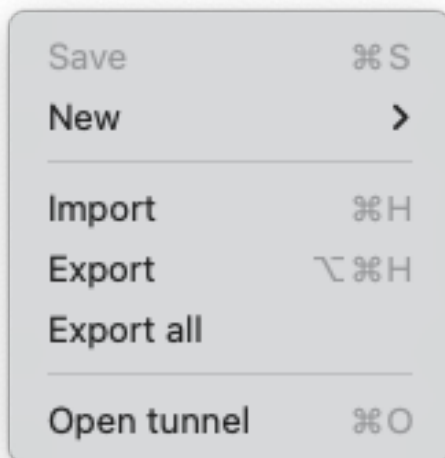 Save ⌘S
New
Import ⌘H
Export ⌥⌘H
Export all
Open tunnel ⌘O